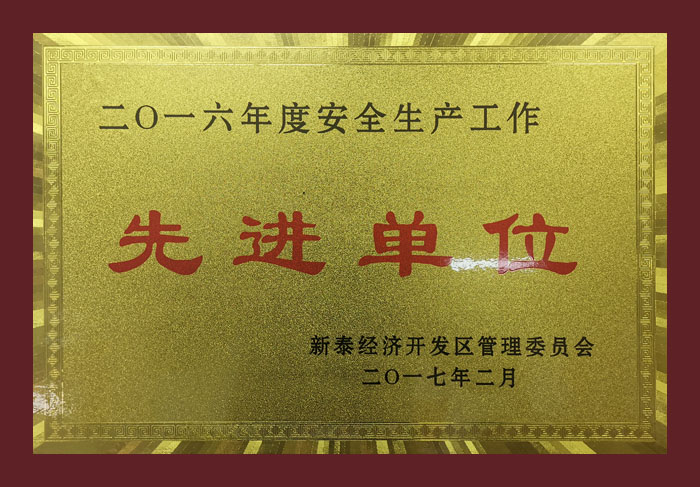 二O一六年度安全生产工作
先进单位
新泰经济开发区管理委员会
二O一七年二月